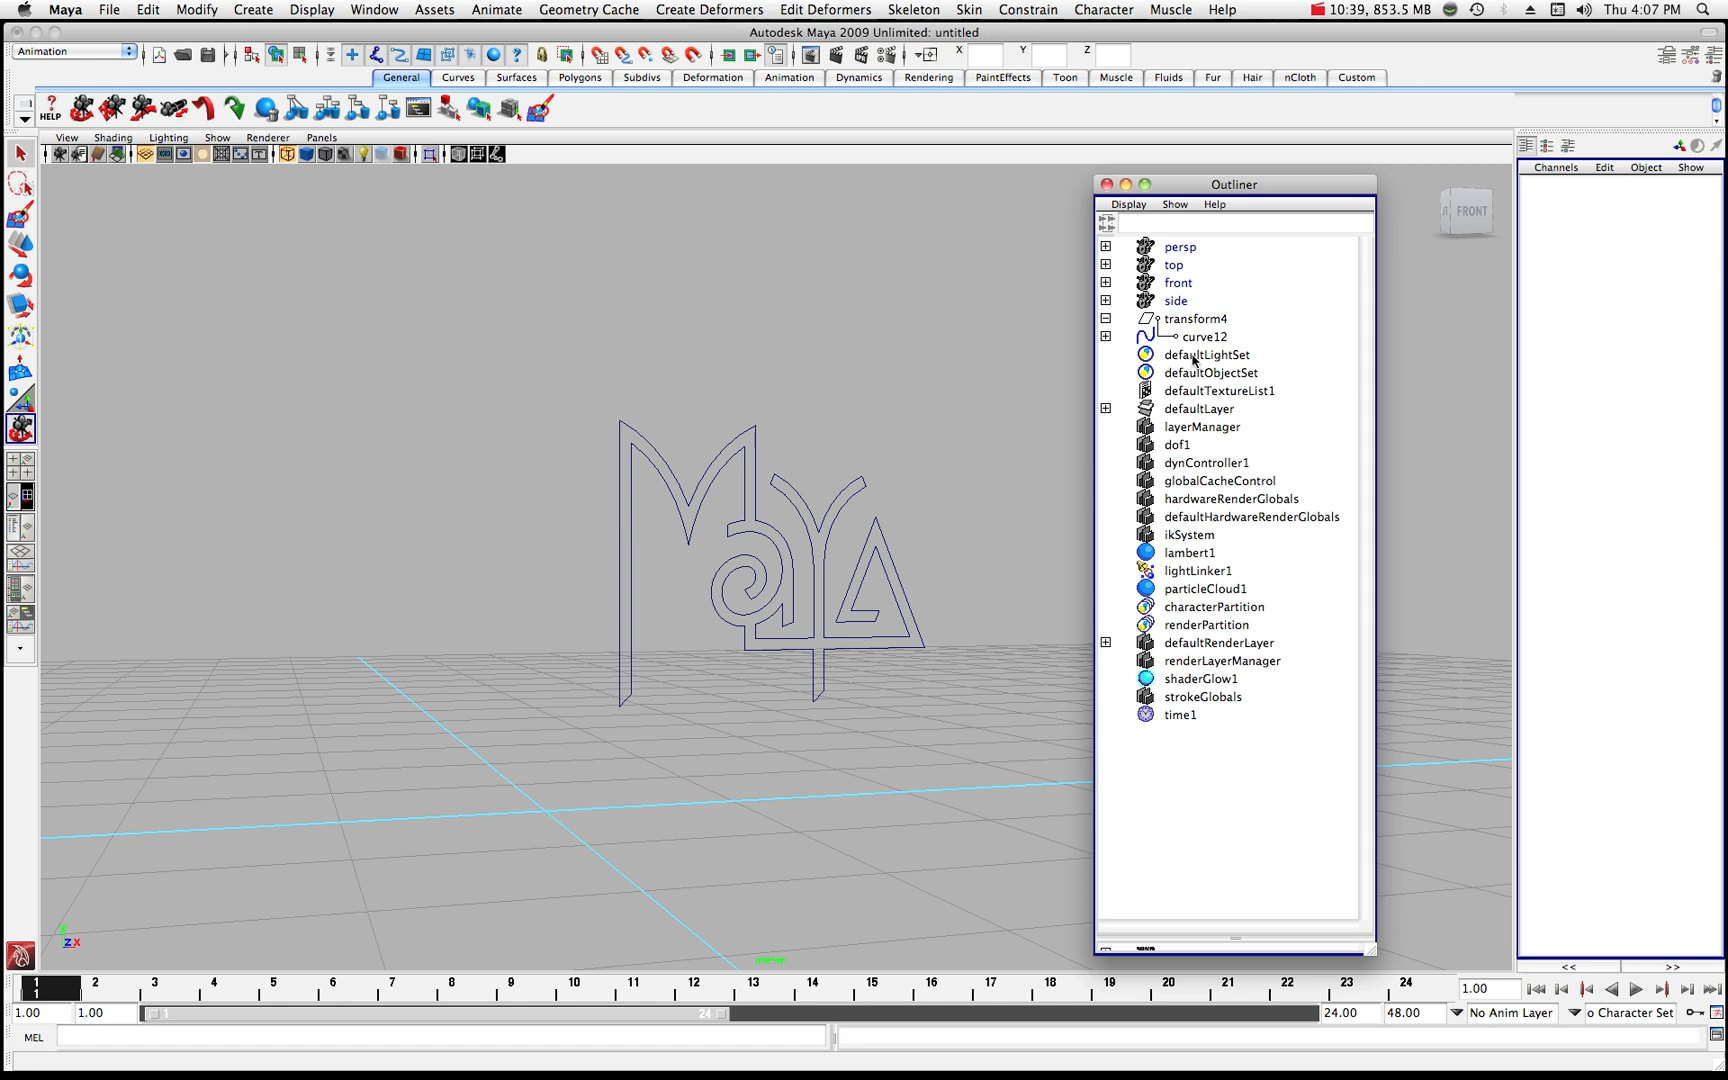 Maya File Edit Modify Create Display Window Assets Animate Geometry Cache Create Deformers Edit Deformers Skeleton Skin Constrain Character Muscle Help 10:39, 853.5 MB Thu 4:07 PM
Autodesk Maya 2009 Unlimited: untitled
Animation X Y Z
General Curves Surfaces Polygons Subdivs Deformation Animation Dynamics Rendering PaintEffects Toon Muscle Fluids Fur Hair nCloth Custom
HELP
View Shading Lighting Show Renderer Panels
Channels Edit Object Show
Outliner
Display Show Help
FRONT
persp
top
front
side
transform4
curve12
defaultLightSet
defaultObjectSet
defaultTextureList1
defaultLayer
layerManager
dof1
dynController1
globalCacheControl
hardwareRenderGlobals
defaultHardwareRenderGlobals
ikSystem
lambert1
lightLinker1
particleCloud1
characterPartition
renderPartition
defaultRenderLayer
renderLayerManager
shaderGlow1
strokeGlobals
time1
MaYA
zx
persp
<< >>
1 2 3 4 5 6 7 8 9 10 11 12 13 14 15 16 17 18 19 20 21 22 23 24 1.00
1
1.00 1.00 1 24 24.00 48.00 No Anim Layer o Character Set
MEL